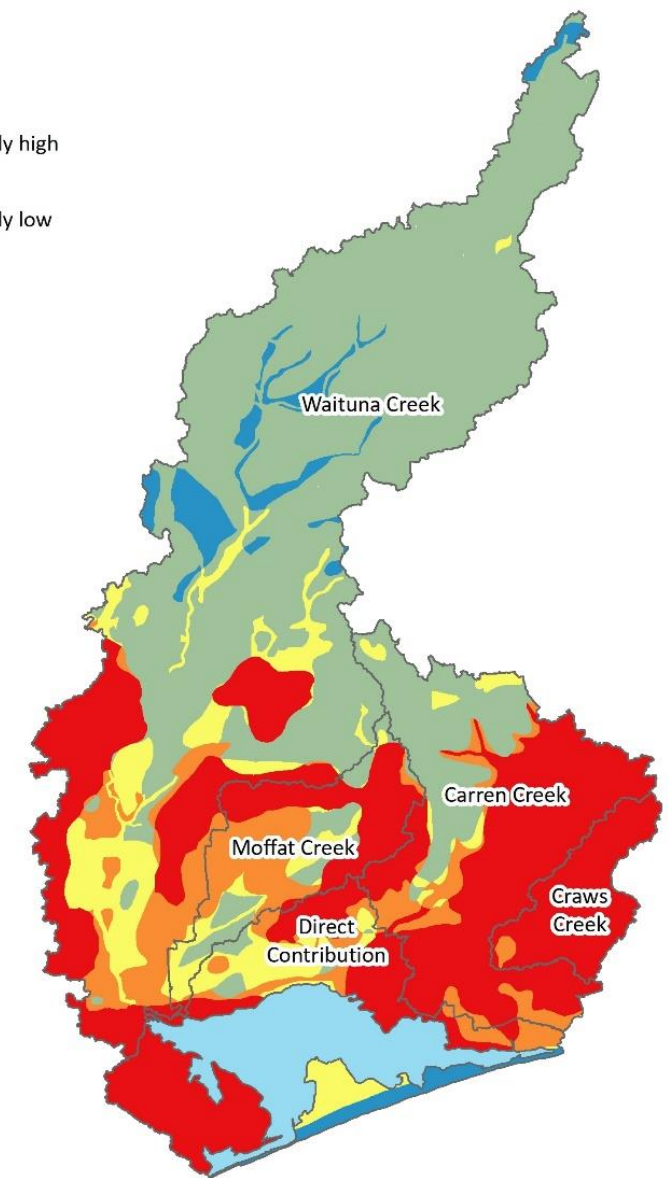 ly high
ly low
Waituna Creek
Carren Creek
Moffat Creek
Craws
Creek
Direct
Contribution